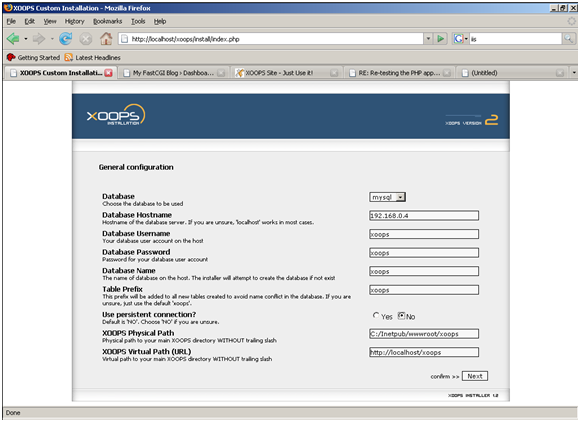 XOOPS Custom Installation - Mozilla Firefox
File Edit View History Bookmarks Tools Help
http://localhost/xoops/install/index.php
is
Getting Started Latest Headlines
XOOPS Custom Installati... My FastCGI Blog › Dashboa... XOOPS Site - Just Use it! RE: Re-testing the PHP app... (Untitled)
XOOPS
INSTALLATION
XOOPS VERSION 2
General configuration
Database
Choose the database to be used
mysql
Database Hostname
Hostname of the database server. If you are unsure, 'localhost' works in most cases.
192.168.0.4
Database Username
Your database user account on the host
xoops
Database Password
Password for your database user account
xoops
Database Name
The name of database on the host. The installer will attempt to create the database if not exist
xoops
Table Prefix
This prefix will be added to all new tables created to avoid name conflict in the database. If you are
unsure, just use the default 'xoops'.
xoops
Use persistent connection?
Default is 'NO'. Choose 'NO' if you are unsure.
Yes No
XOOPS Physical Path
Physical path to your main XOOPS directory WITHOUT trailing slash
C:/Inetpub/wwwroot/xoops
XOOPS Virtual Path (URL)
Virtual path to your main XOOPS directory WITHOUT trailing slash
http://localhost/xoops
confirm >> Next
XOOPS INSTALLER 1.0
Done